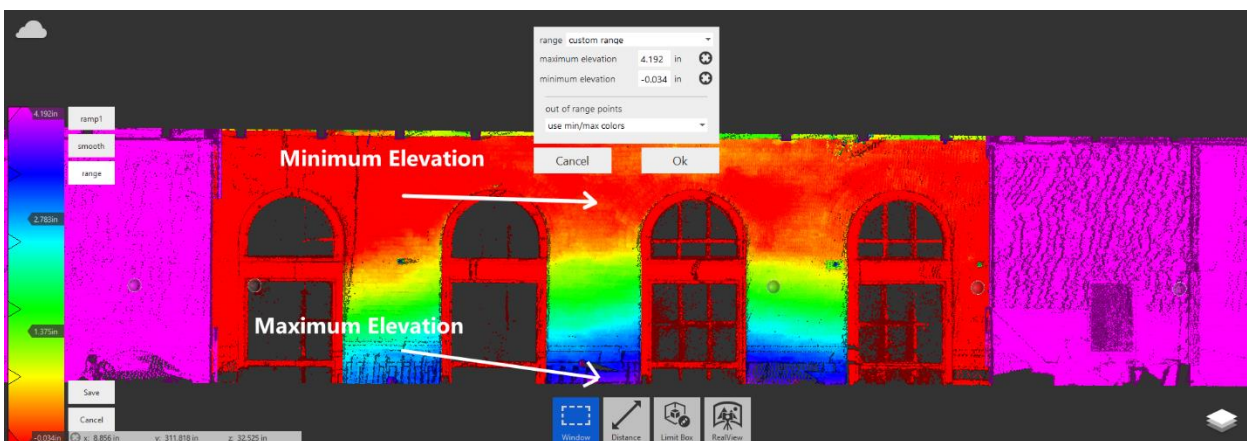 range custom range
maximum elevation 4.192 in
minimum elevation -0.034 in
out of range points
use min/max colors
Cancel Ok
4.192in
ramp1
smooth
range
2.783in
1.375in
-0.034in
Minimum Elevation
Maximum Elevation
Save
Cancel
x: 8.856 in y: 311.818 in z: 32.525 in
Window Distance Limit Box RealView